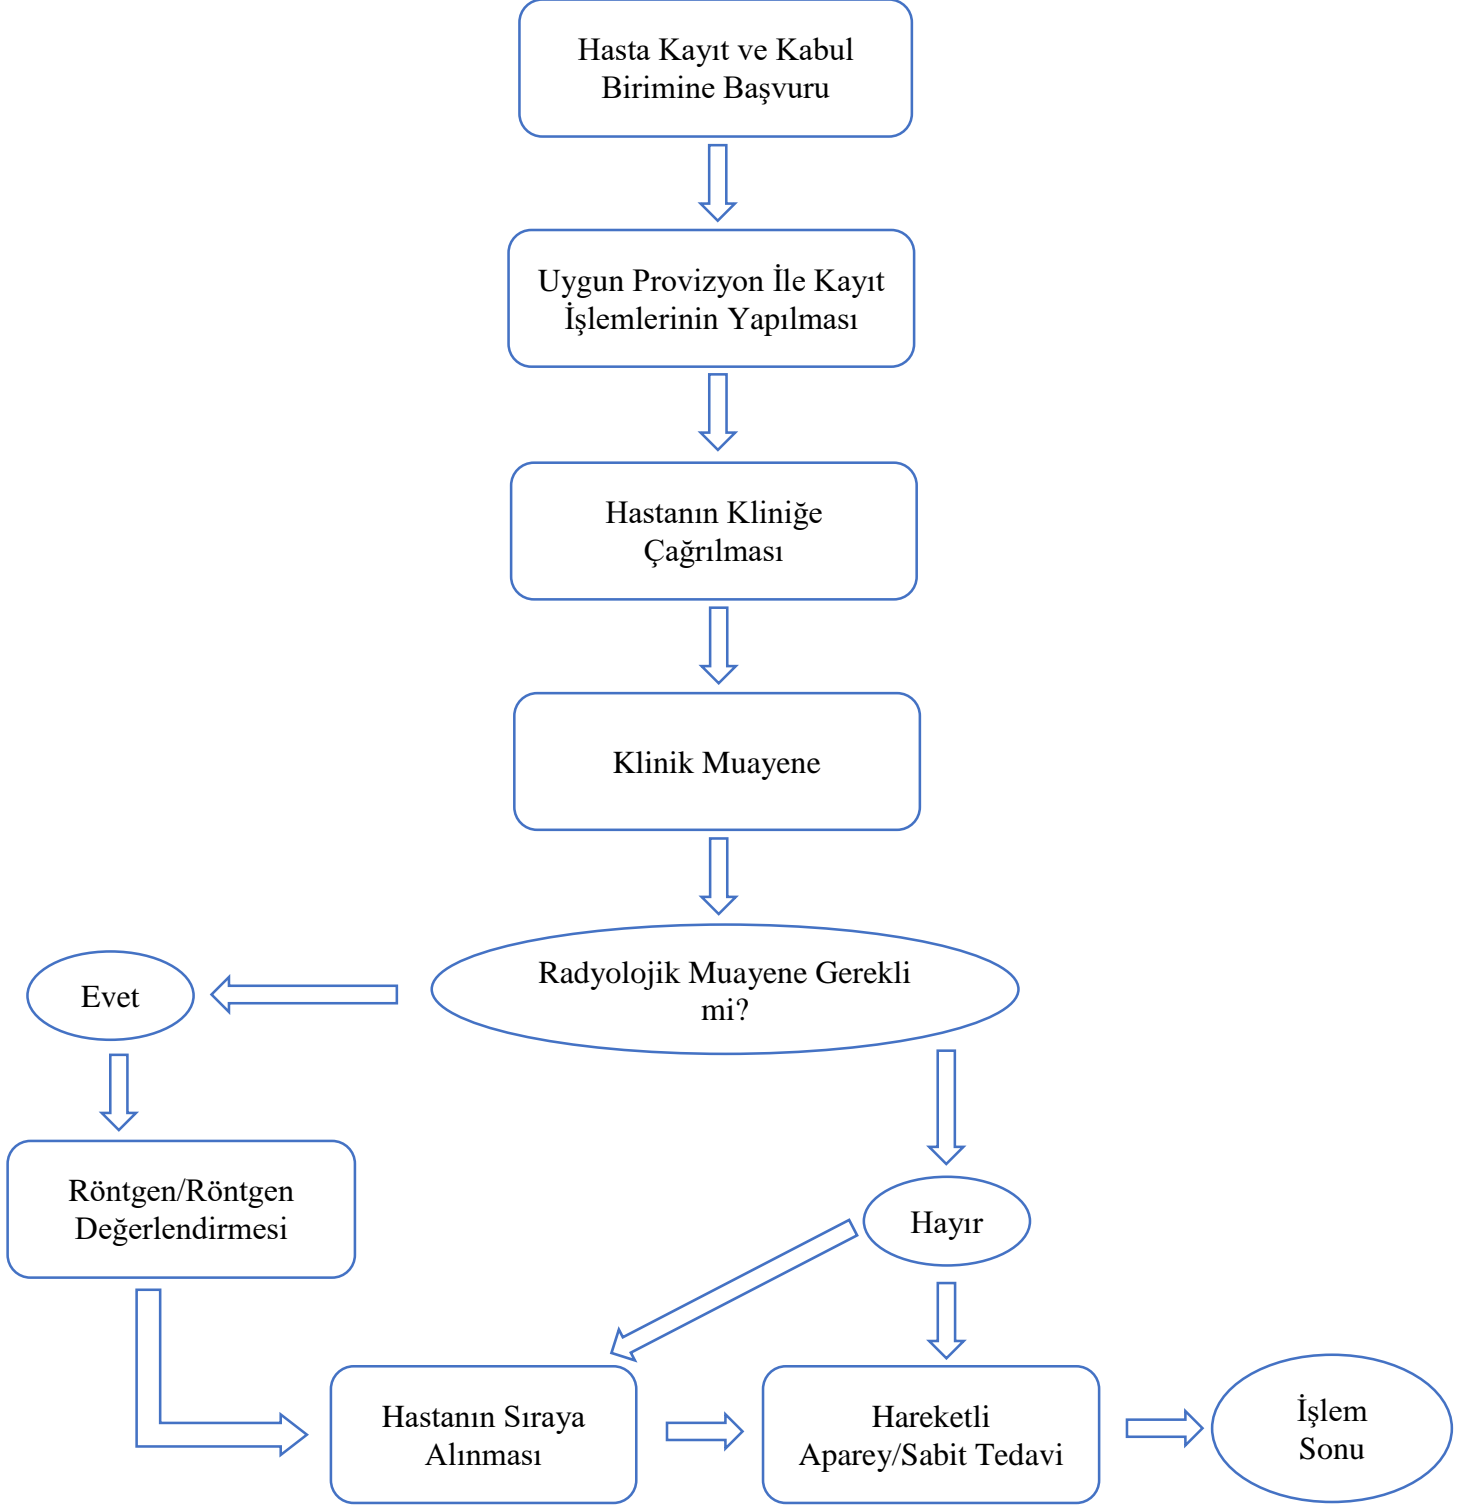 Hasta Kayıt ve Kabul
Birimine Başvuru
Uygun Provizyon İle Kayıt
İşlemlerinin Yapılması
Hastanın Kliniğe
Çağrılması
Klinik Muayene
Radyolojik Muayene Gerekli
mi?
Evet
Röntgen/Röntgen
Değerlendirmesi
Hayır
Hastanın Sıraya
Alınması
Hareketli
Aparey/Sabit Tedavi
İşlem
Sonu